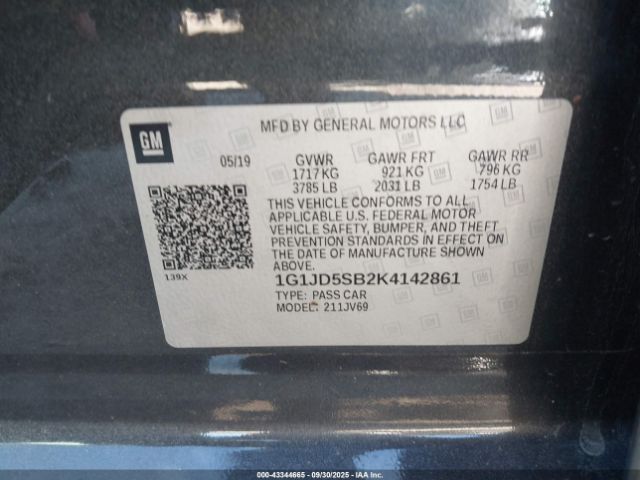 GM
MFD BY GENERAL MOTORS LLC
05/19 GVWR GAWR FRT GAWR RR
1717 KG 921 KG 796 KG
3785 LB 2031 LB 1754 LB
THIS VEHICLE CONFORMS TO ALL
APPLICABLE U.S. FEDERAL MOTOR
VEHICLE SAFETY, BUMPER, AND THEFT
PREVENTION STANDARDS IN EFFECT ON
THE DATE OF MANUFACTURE SHOWN
ABOVE.
139X
1G1JD5SB2K4142861
TYPE: PASS CAR
MODEL: 211JV69
000-43344665 - 09/30/2025 - IAA Inc.